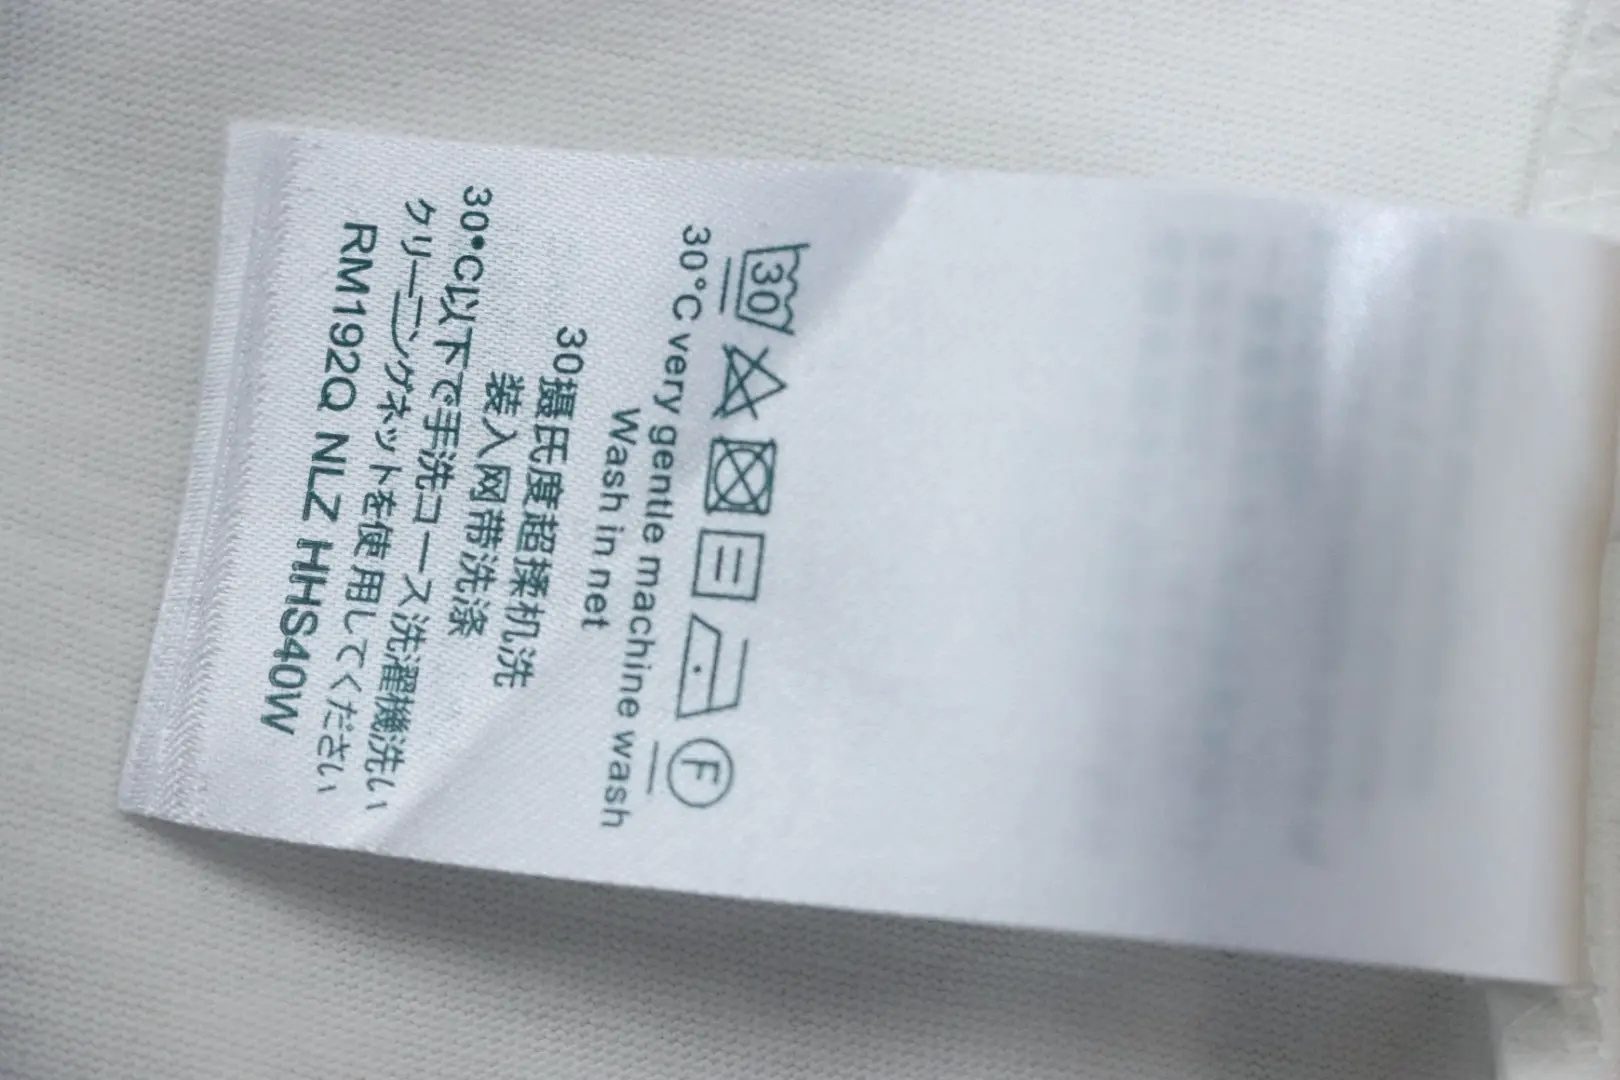 30
F
30°C very gentle machine wash
Wash in net
30摄氏度超揉机洗
装入网带洗涤
30•C以下で手洗コース洗濯機洗い
クリーニングネットを使用してください
RM192Q NLZ HHS40W